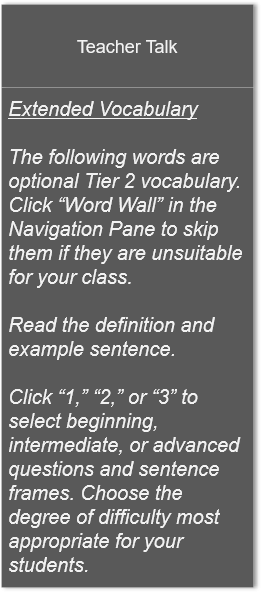 Teacher Talk
Extended Vocabulary
The following words are
optional Tier 2 vocabulary.
Click “Word Wall” in the
Navigation Pane to skip
them if they are unsuitable
for your class.
Read the definition and
example sentence.
Click “1,” “2,” or “3” to
select beginning,
intermediate, or advanced
questions and sentence
frames. Choose the
degree of difficulty most
appropriate for your
students.